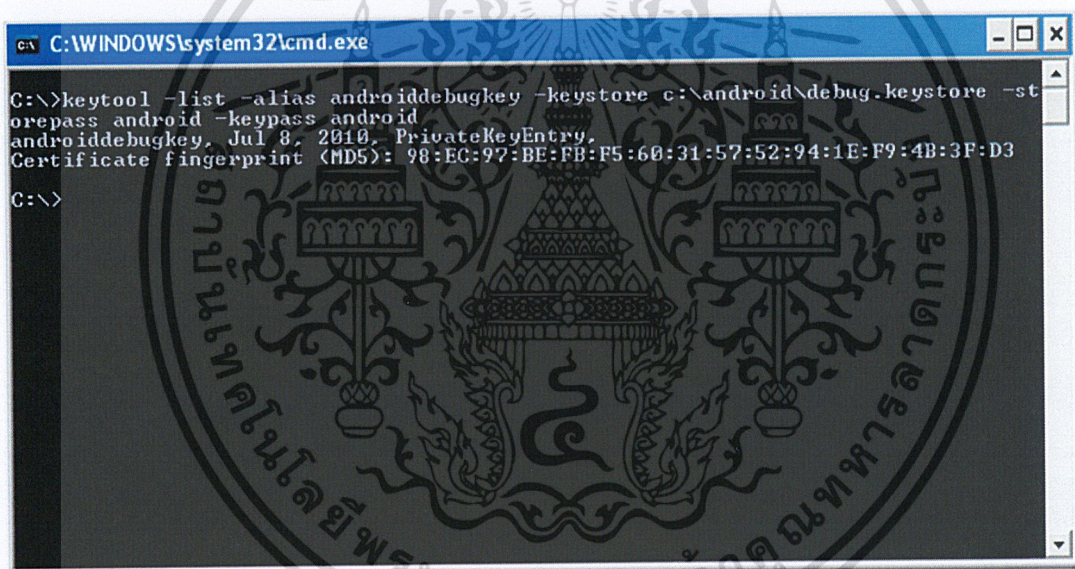 C:\WINDOWS\system32\cmd.exe
C:\>keytool -list -alias androiddebugkey -keystore c:\android\debug.keystore -st
orepass android -keypass android
androiddebugkey, Jul 8, 2010, PrivateKeyEntry,
Certificate fingerprint (MD5): 98:EC:97:BE:FB:F5:60:31:57:52:94:1E:F9:4B:3F:D3
C:\>